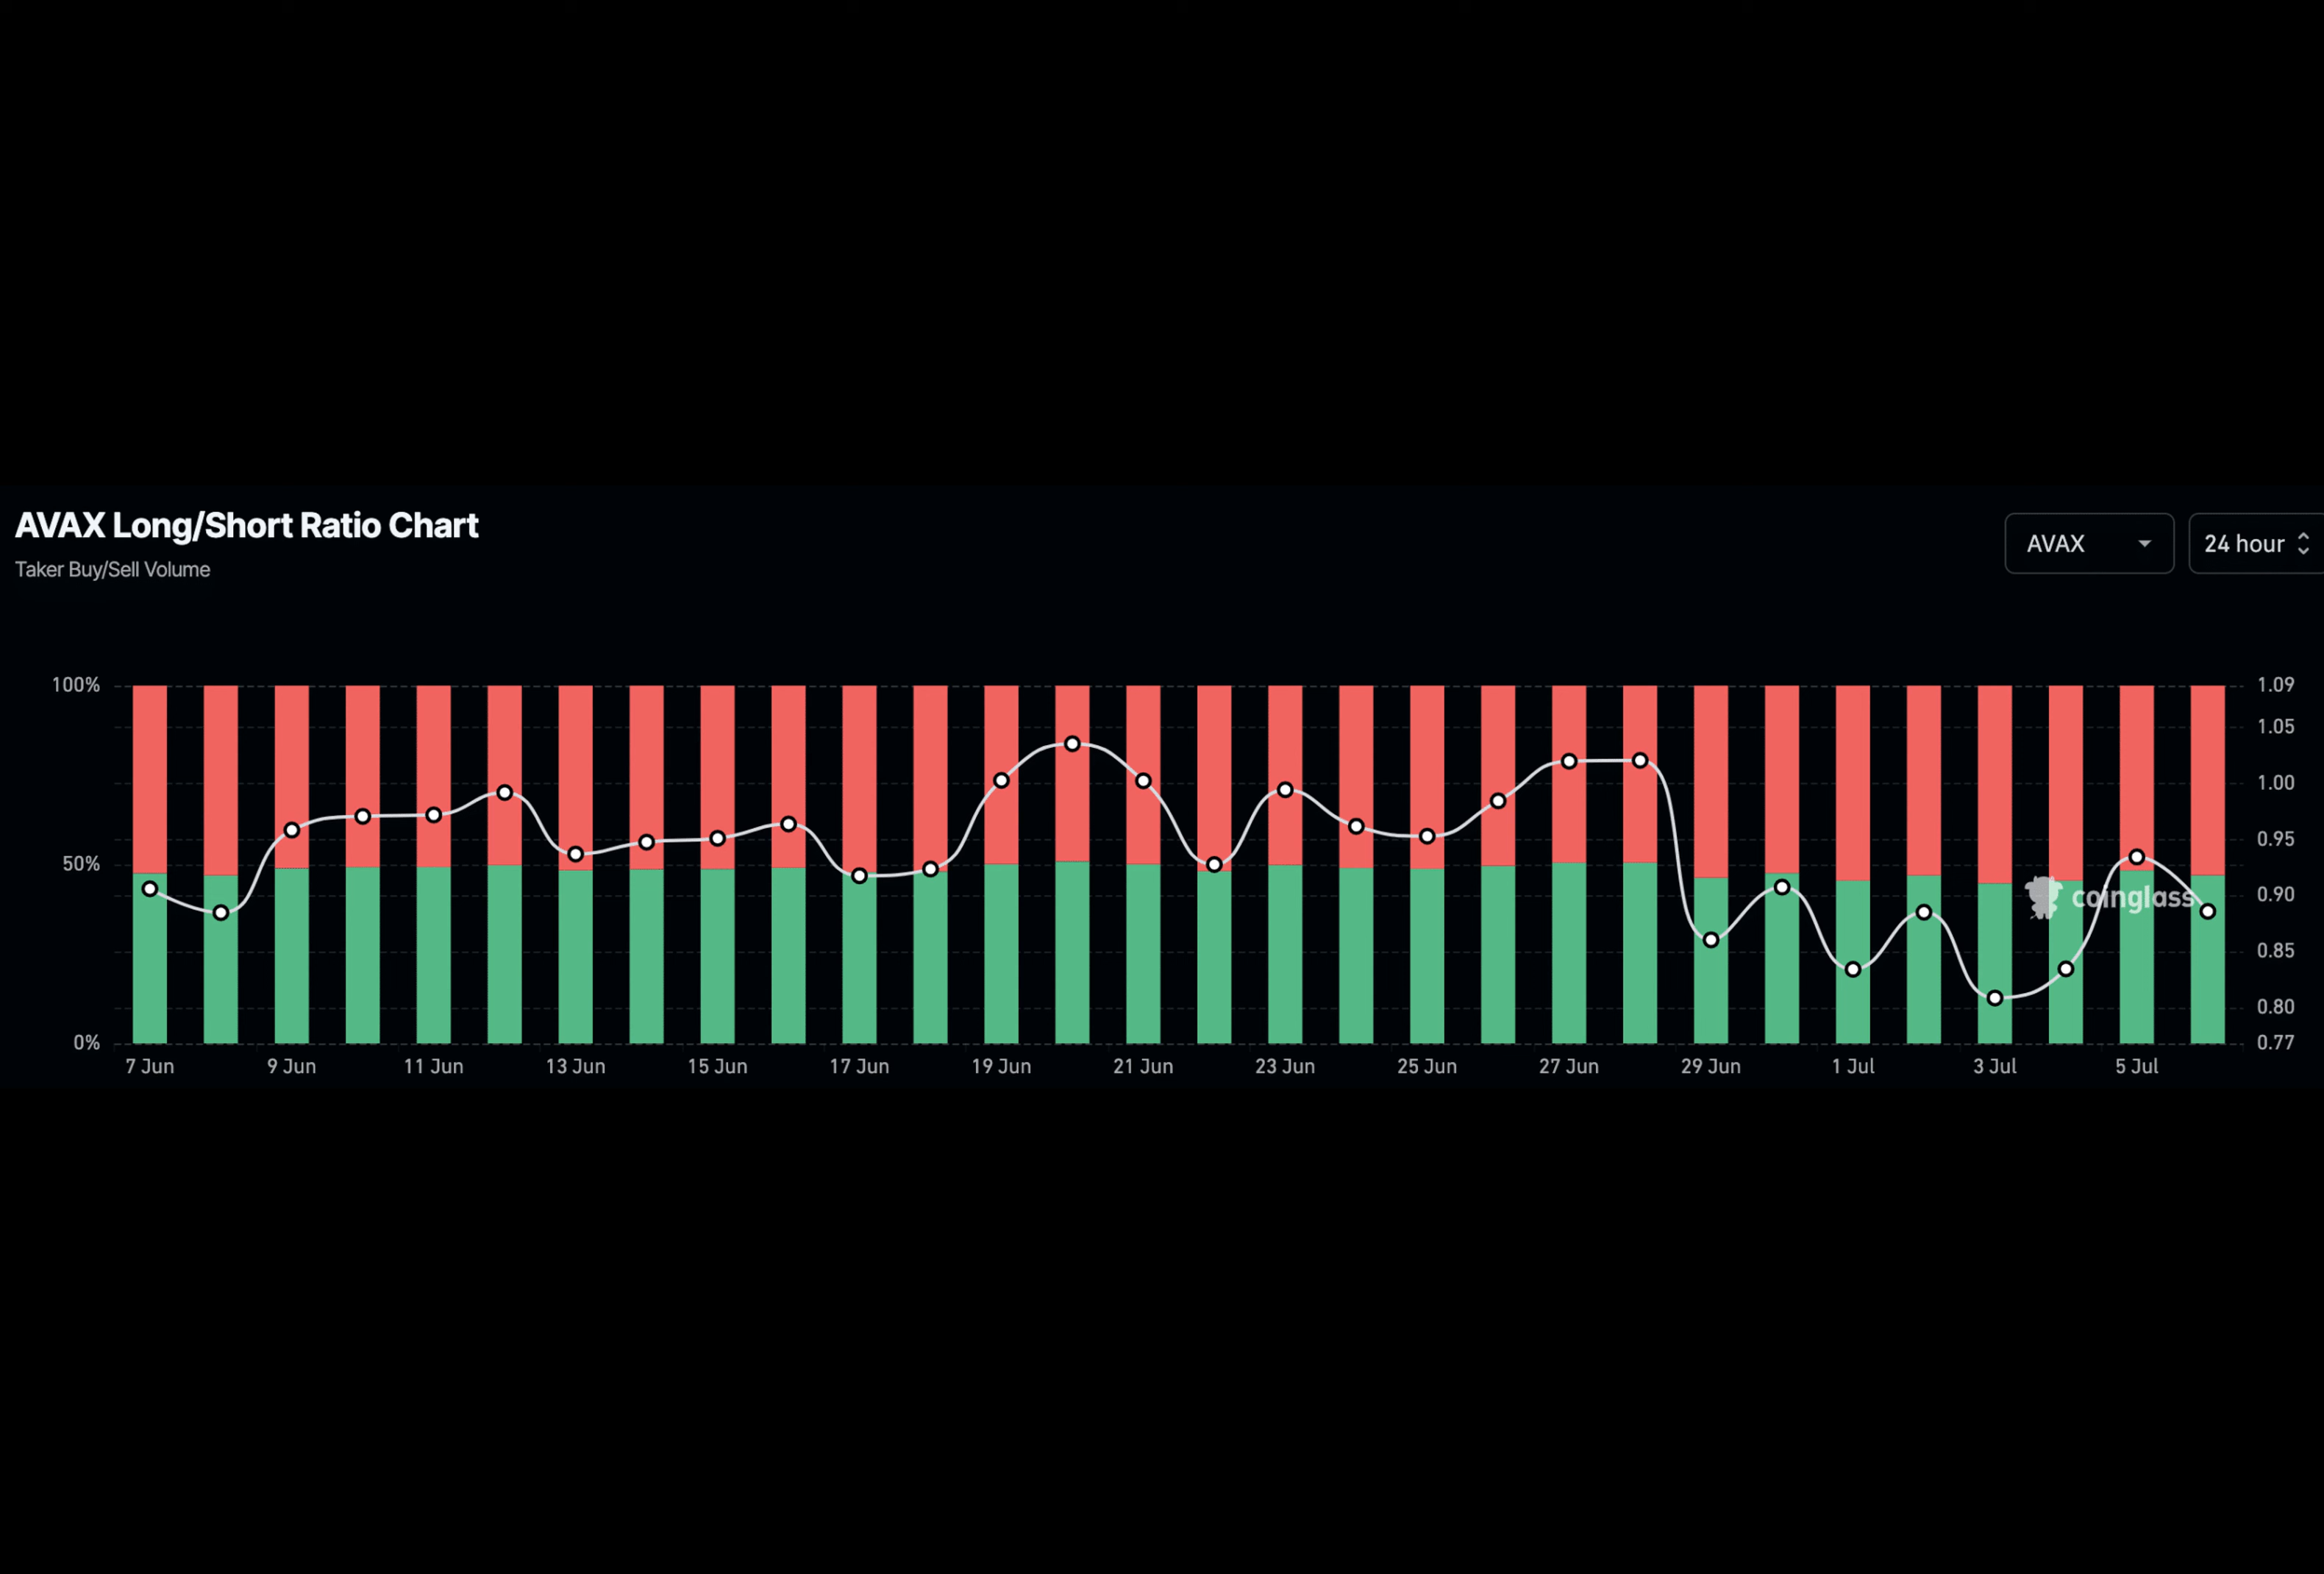 AVAX Long/Short Ratio Chart
Taker Buy/Sell Volume
AVAX
24 hour
100%
50%
0%
1.09
1.05
1.00
0.95
0.90
0.85
0.80
0.77
coinglass
7 Jun 9 Jun 11 Jun 13 Jun 15 Jun 17 Jun 19 Jun 21 Jun 23 Jun 25 Jun 27 Jun 29 Jun 1 Jul 3 Jul 5 Jul